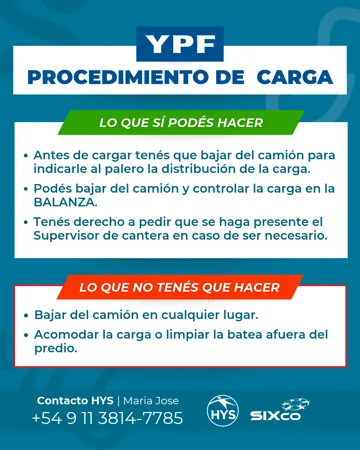 YPF
PROCEDIMIENTO DE CARGA
LO QUE SÍ PODÉS HACER
• Antes de cargar tenés que bajar del camión para
indicarle al palero la distribución de la carga.
• Podés bajar del camión y controlar la carga en la
BALANZA.
• Tenés derecho a pedir que se haga presente el
Supervisor de cantera en caso de ser necesario.
LO QUE NO TENÉS QUE HACER
• Bajar del camión en cualquier lugar.
• Acomodar la carga o limpiar la batea afuera del
predio.
Contacto HYS | Maria Jose
+54 9 11 3814-7785
HYS
SIXCO